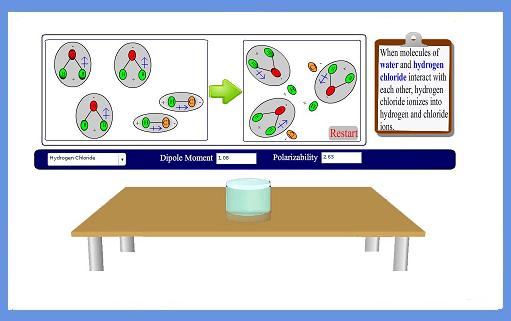 When molecules of
water and hydrogen
chloride interact with
each other, hydrogen
chloride ionizes into
hydrogen and chloride
ions.
Restart
Hydrogen Chloride
Dipole Moment 1.08
Polarizability 2.63